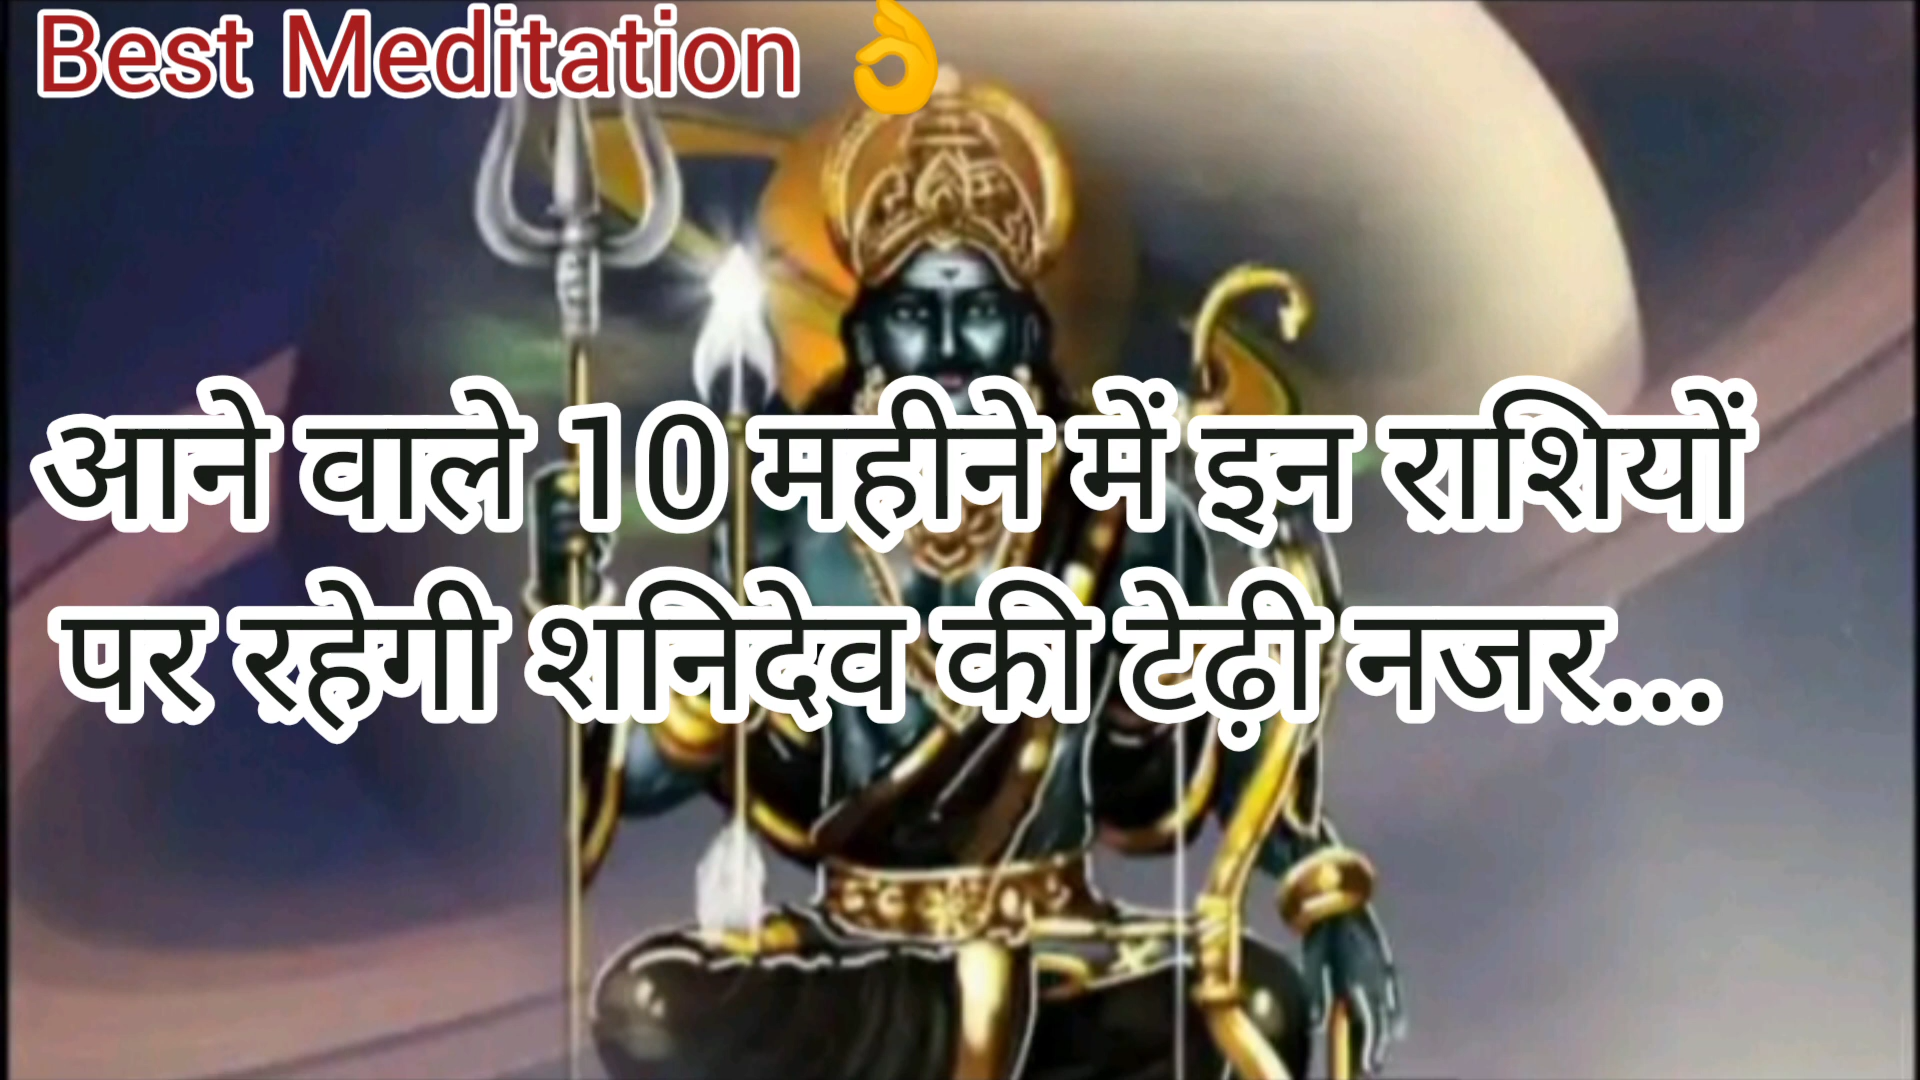 Best Meditation 👌
आने वाले 10 महीने में इन राशियों
पर रहेगी शनिदेव की टेढ़ी नजर...